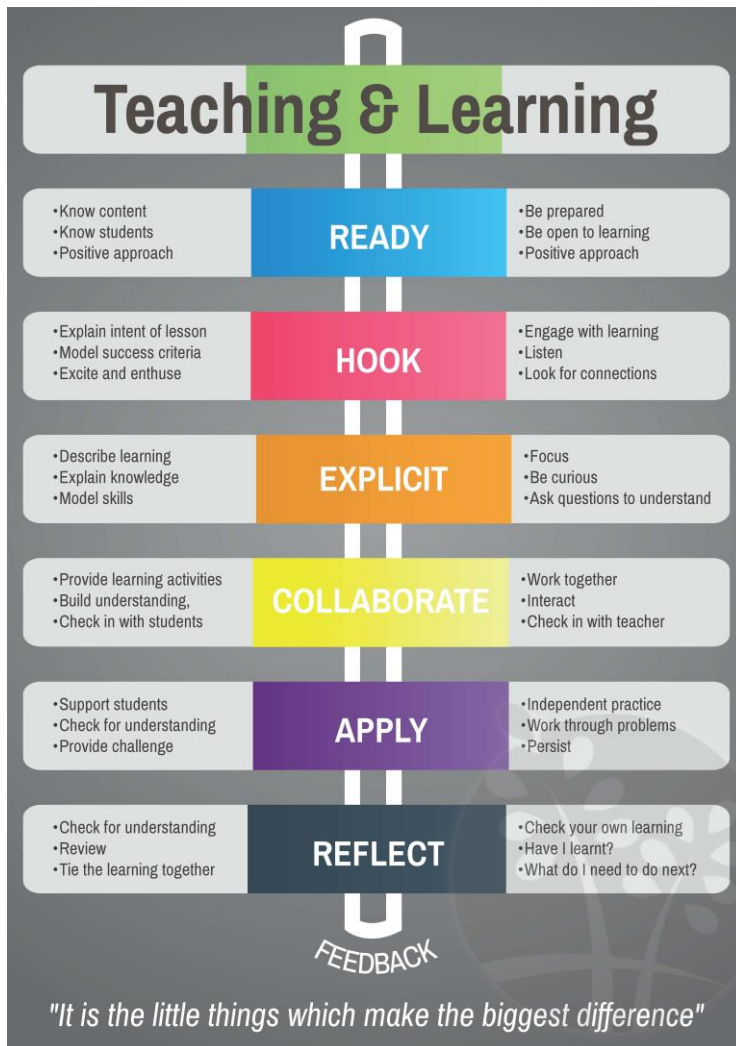 Teaching & Learning
•Know content
•Know students
•Positive approach
READY
•Be prepared
•Be open to learning
•Positive approach
•Explain intent of lesson
•Model success criteria
•Excite and enthuse
HOOK
•Engage with learning
•Listen
•Look for connections
•Describe learning
•Explain knowledge
•Model skills
EXPLICIT
•Focus
•Be curious
•Ask questions to understand
•Provide learning activities
•Build understanding,
•Check in with students
COLLABORATE
•Work together
•Interact
•Check in with teacher
•Support students
•Check for understanding
•Provide challenge
APPLY
•Independent practice
•Work through problems
•Persist
•Check for understanding
•Review
•Tie the learning together
REFLECT
•Check your own learning
•Have I learnt?
•What do I need to do next?
FEEDBACK
"It is the little things which make the biggest difference"